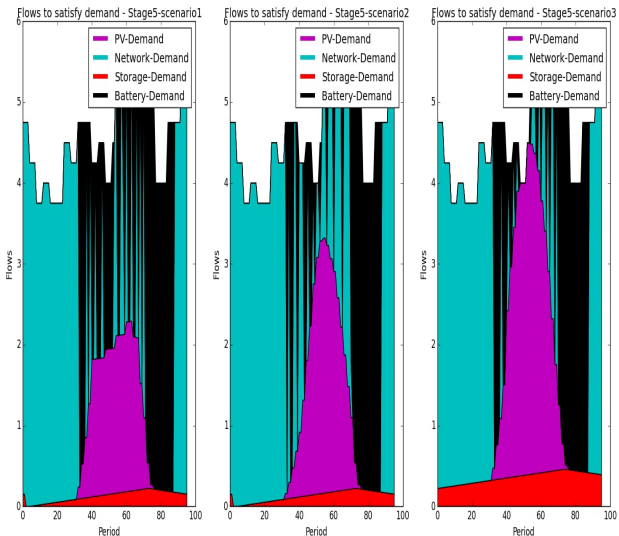 Flows to satisfy demand - Stage5-scenario1
6
5
4
3
2
1
0
Flows
0 20 40 60 80 100
Period
PV-Demand
Network-Demand
Storage-Demand
Battery-Demand
Flows to satisfy demand - Stage5-scenario2
6
5
4
3
2
1
0
Flows
0 20 40 60 80 100
Period
PV-Demand
Network-Demand
Storage-Demand
Battery-Demand
Flows to satisfy demand - Stage5-scenario3
6
5
4
3
2
1
0
Flows
0 20 40 60 80 100
Period
PV-Demand
Network-Demand
Storage-Demand
Battery-Demand